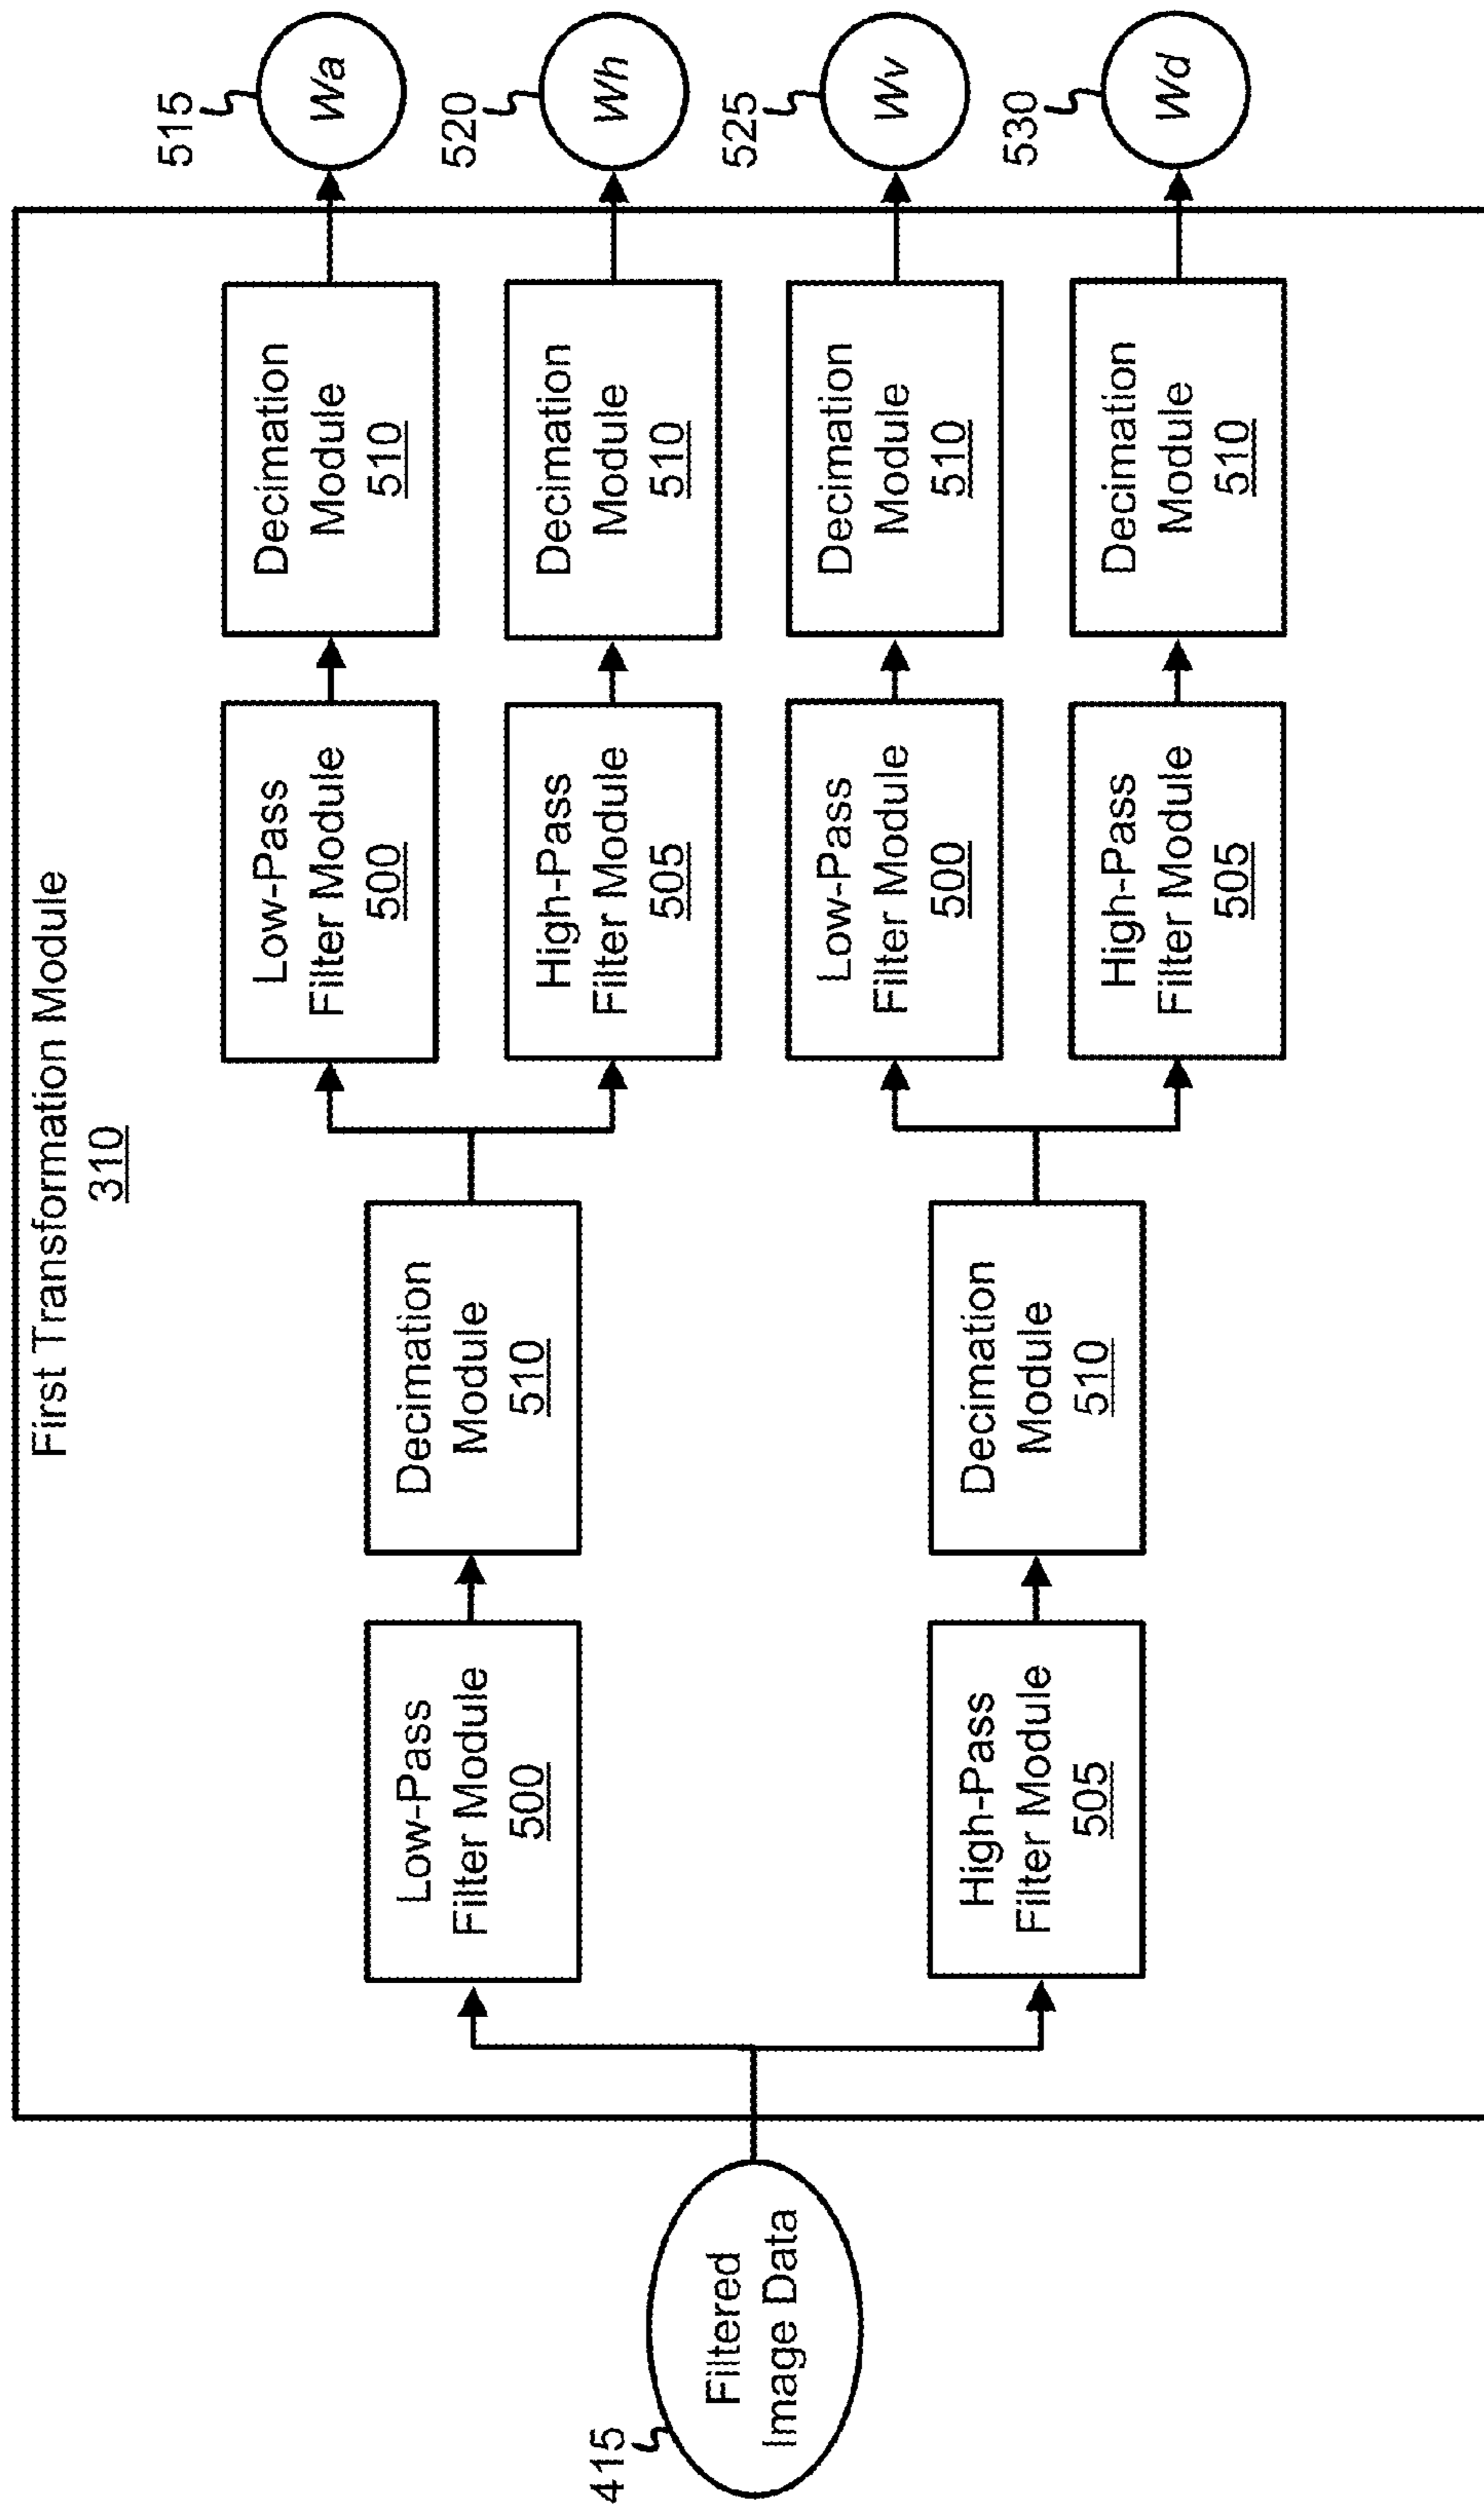 First Transformation Module
310
415
Filtered
Image Data
Low-Pass
Filter Module
500
Decimation
Module
510
Low-Pass
Filter Module
500
Decimation
Module
510
515
Wa
High-Pass
Filter Module
505
Decimation
Module
510
520
Wh
High-Pass
Filter Module
505
Decimation
Module
510
Low-Pass
Filter Module
500
Decimation
Module
510
525
Wv
High-Pass
Filter Module
505
Decimation
Module
510
530
Wd